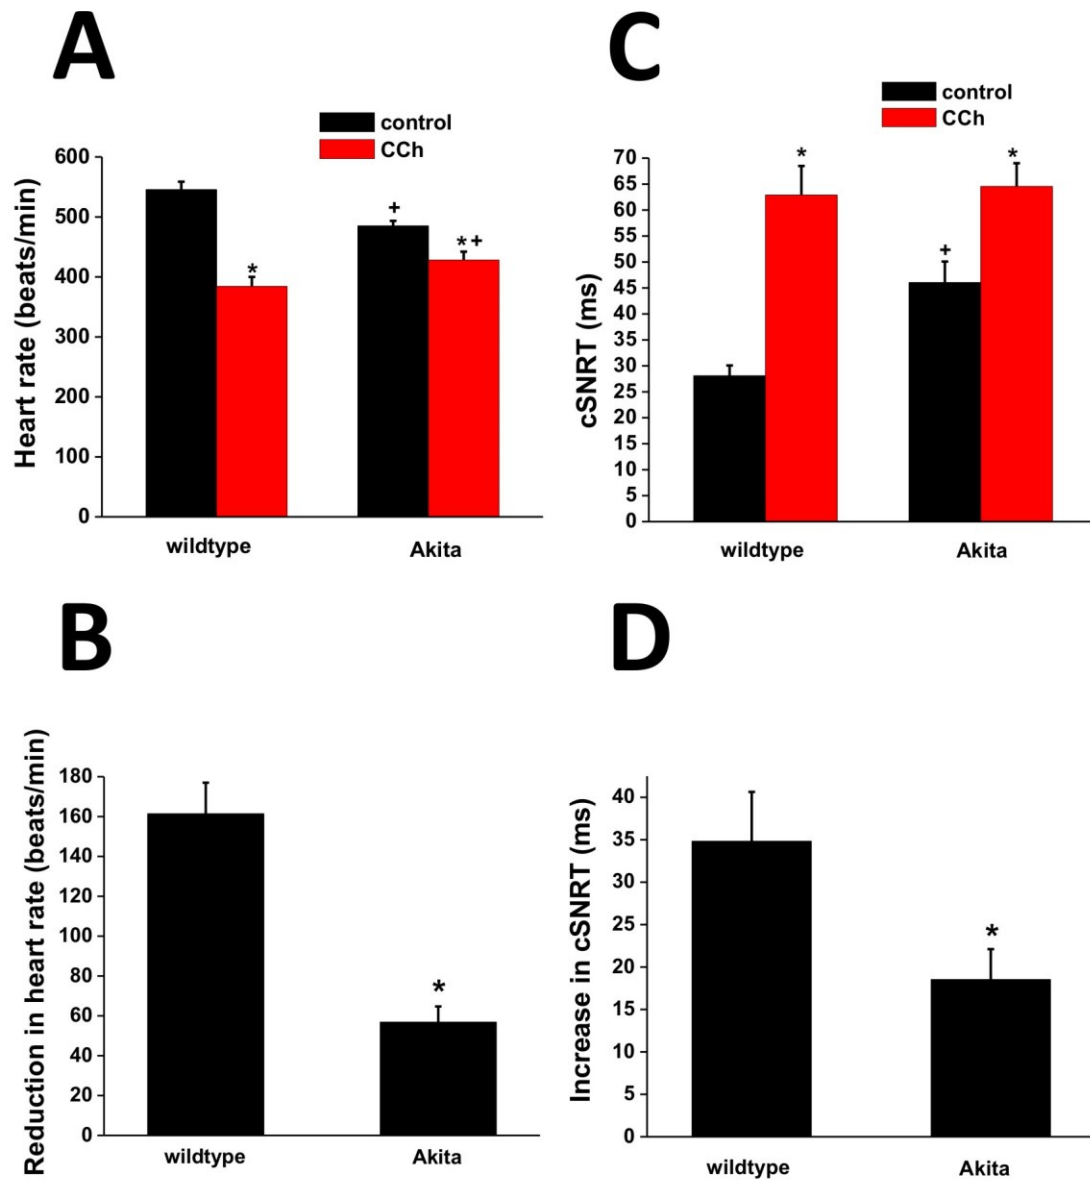 A
control
CCh
Heart rate (beats/min)
600
500
400
300
200
100
0
+
*
*+
wildtype
Akita
C
control
CCh
cSNRT (ms)
70
65
60
55
50
45
40
35
30
25
20
15
10
5
0
*
*
+
wildtype
Akita
B
Reduction in heart rate (beats/min)
180
160
140
120
100
80
60
40
20
0
*
wildtype
Akita
D
Increase in cSNRT (ms)
40
35
30
25
20
15
10
5
0
*
wildtype
Akita